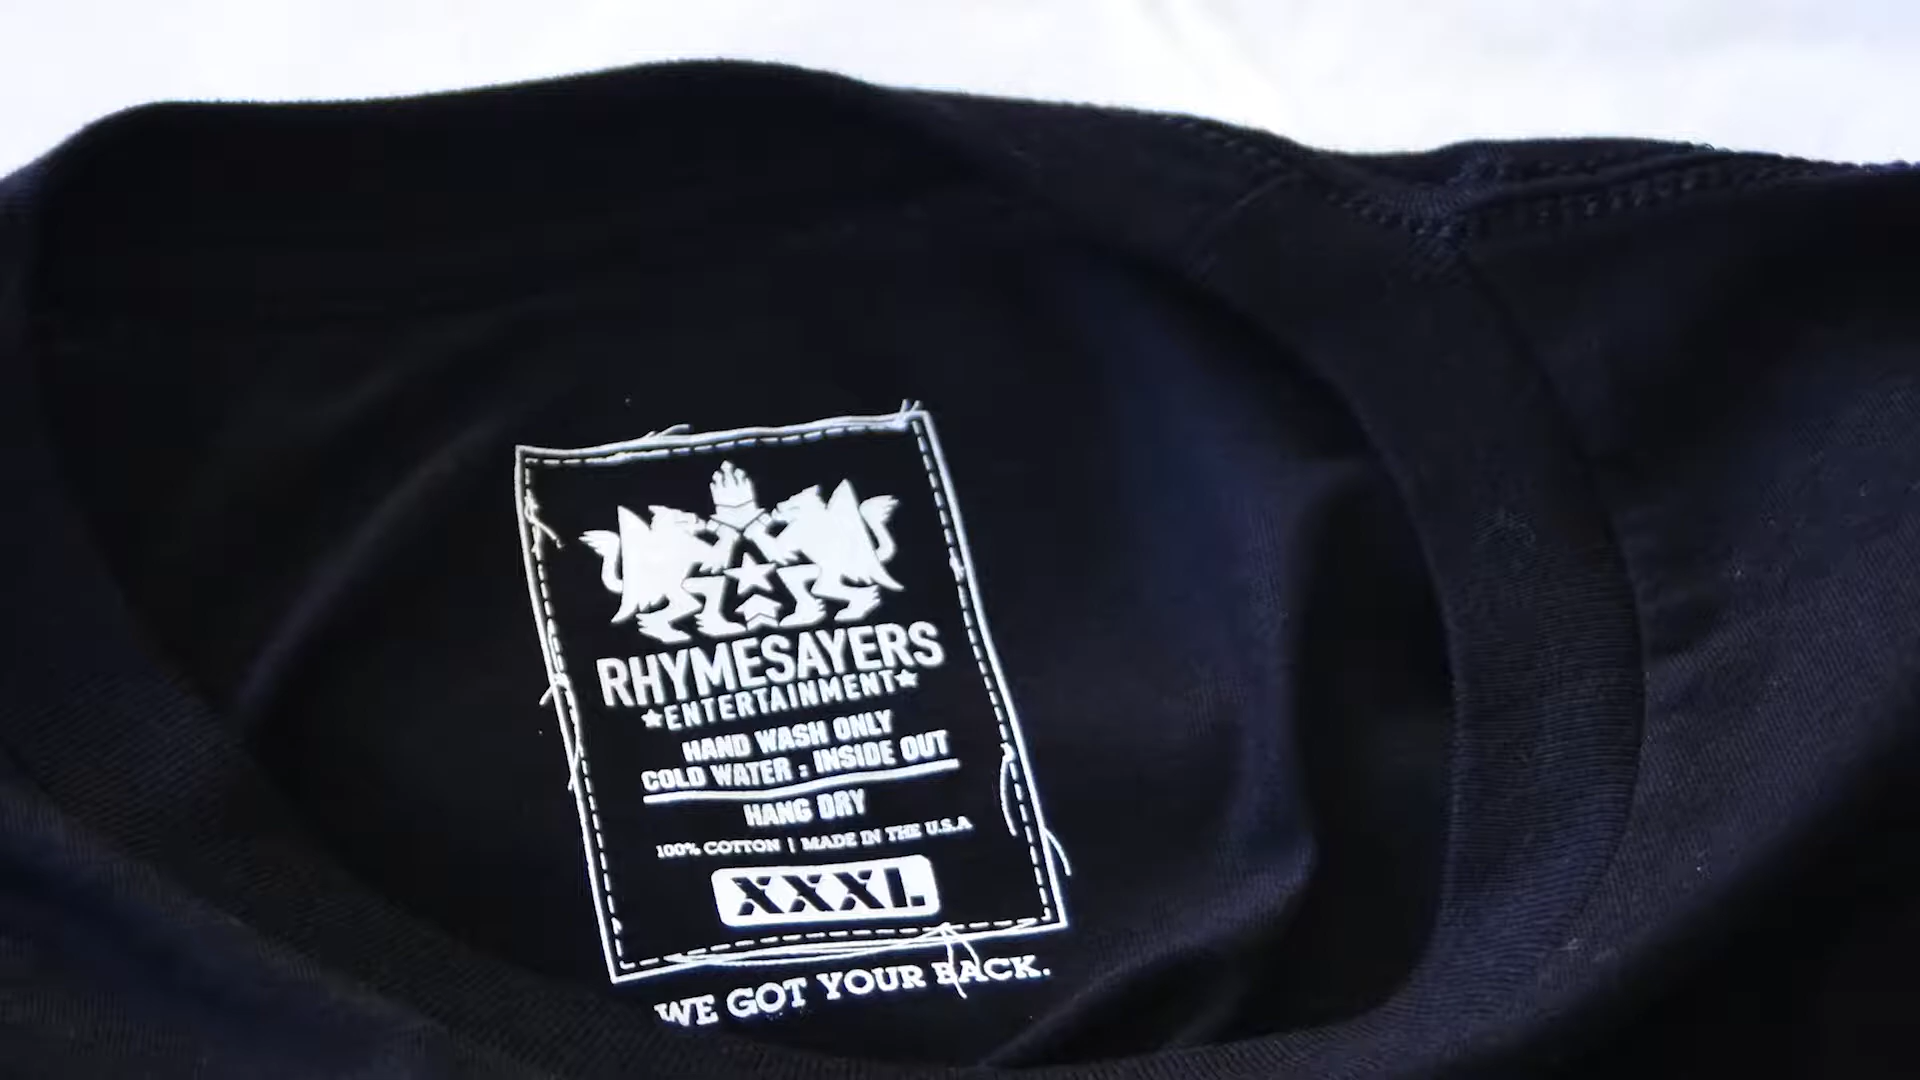 RHYMESAYERS
ENTERTAINMENT
HAND WASH ONLY
COLD WATER : INSIDE OUT
HANG DRY
100% COTTON | MADE IN THE U.S.A
XXXL
WE GOT YOUR BACK.